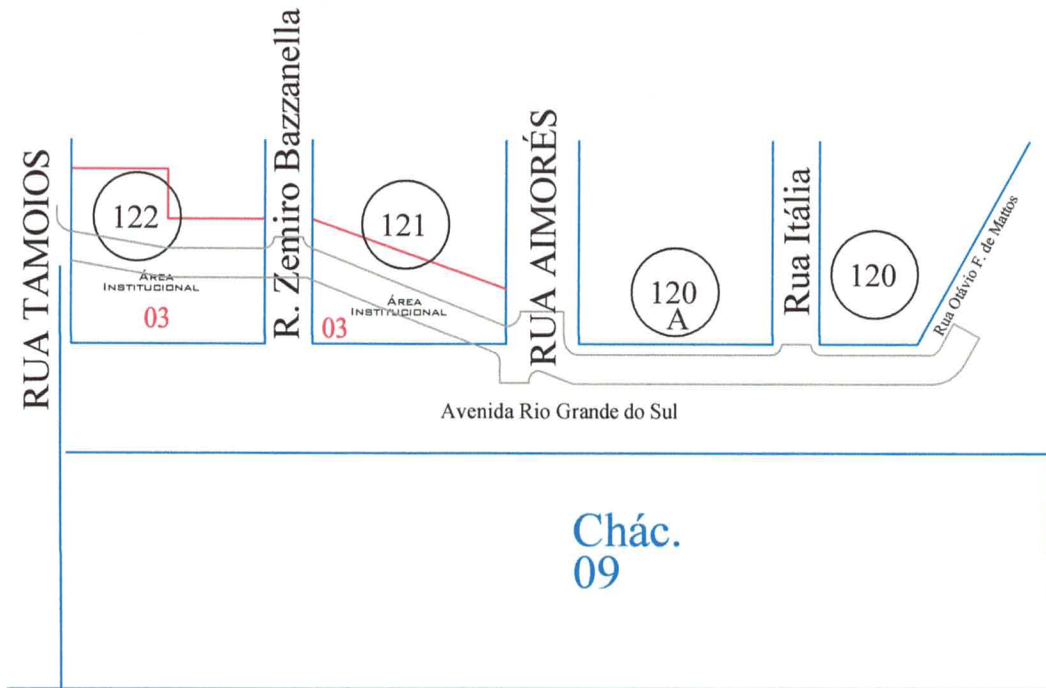 RUA TAMOIOS
122
ÁREA
INSTITUCIONAL
03
R. Zemiro Bazzanella
121
ÁREA
INSTITUCIONAL
03
RUA AIMORÉS
120
A
Rua Itália
120
Rua Otávio F. de Mattos
Avenida Rio Grande do Sul
Chác.
09